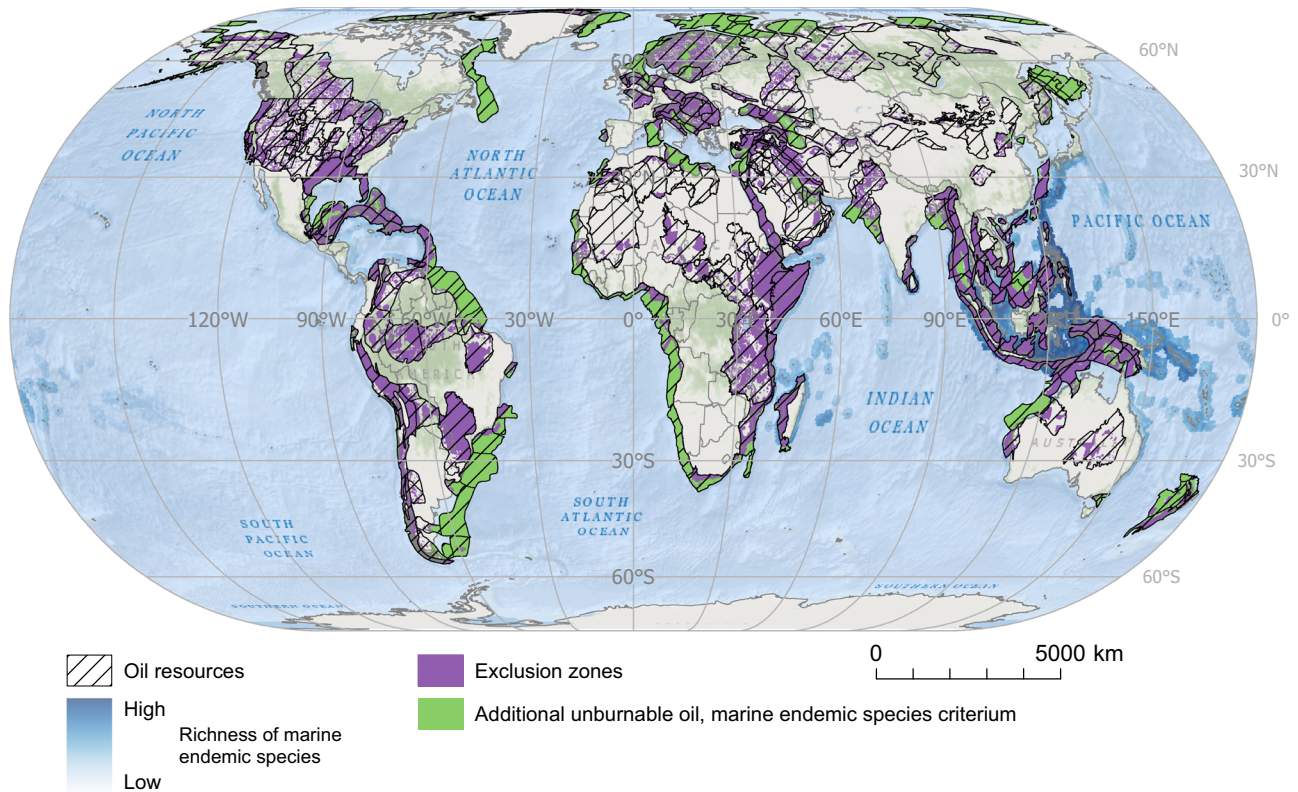 60°N
NORTH
PACIFIC
OCEAN
NORTH
ATLANTIC
OCEAN
30°N
PACIFIC OCEAN
120°W
90°W
60°W
30°W
0°
30°E
60°E
90°E
150°E
0°
INDIAN
OCEAN
30°S
30°S
SOUTH
ATLANTIC
OCEAN
SOUTH
PACIFIC
OCEAN
60°S
60°S
SOUTHERN OCEAN
SOUTHERN OCEAN
Oil resources
Exclusion zones
0
5000 km
High
Richness of marine
endemic species
Low
Additional unburnable oil, marine endemic species criterium